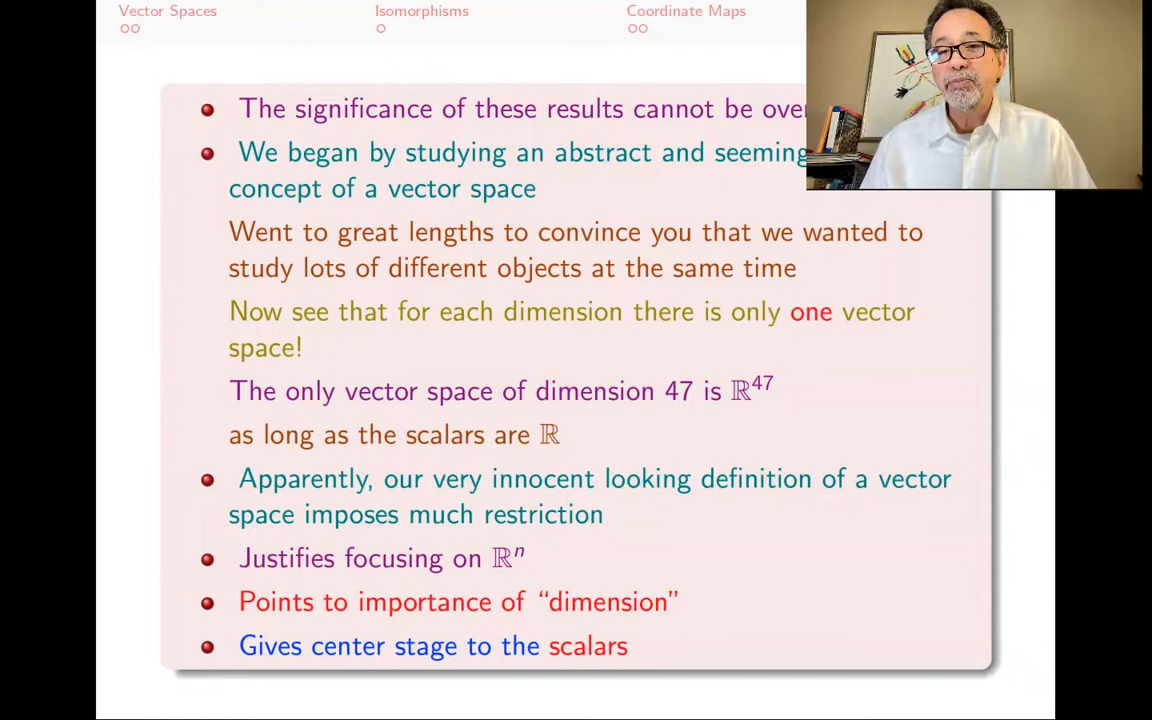 Vector Spaces Isomorphisms Coordinate Maps
The significance of these results cannot be
We began by studying an abstract and
concept of a vector space
Went to great lengths to convince you that we wanted to
study lots of different objects at the same time
Now see that for each dimension there is only one vector
space!
The only vector space of dimension 47 is ℝ⁴⁷
as long as the scalars are ℝ
Apparently, our very innocent looking definition of a vector
space imposes much restriction
Justifies focusing on ℝⁿ
Points to importance of “dimension”
Gives center stage to the scalars